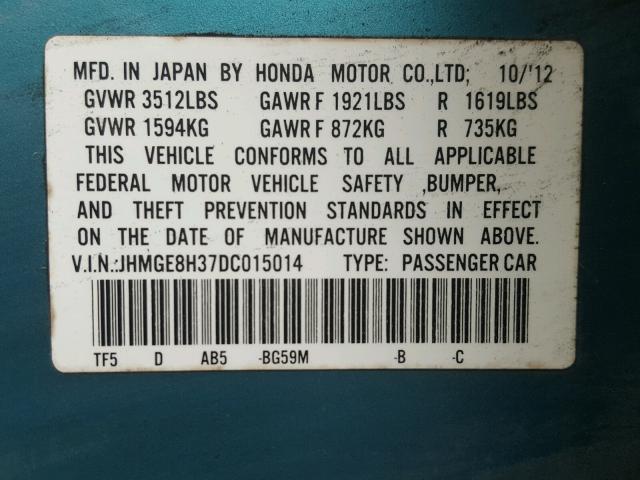 MFD. IN JAPAN BY HONDA MOTOR CO.,LTD; 10/'12
GVWR 3512LBS GAWR F 1921LBS R 1619LBS
GVWR 1594KG GAWR F 872KG R 735KG
THIS VEHICLE CONFORMS TO ALL APPLICABLE
FEDERAL MOTOR VEHICLE SAFETY ,BUMPER,
AND THEFT PREVENTION STANDARDS IN EFFECT
ON THE DATE OF MANUFACTURE SHOWN ABOVE.
V.I.N.:JHMGE8H37DC015014 TYPE: PASSENGER CAR
TF5 D AB5 -BG59M -B -C